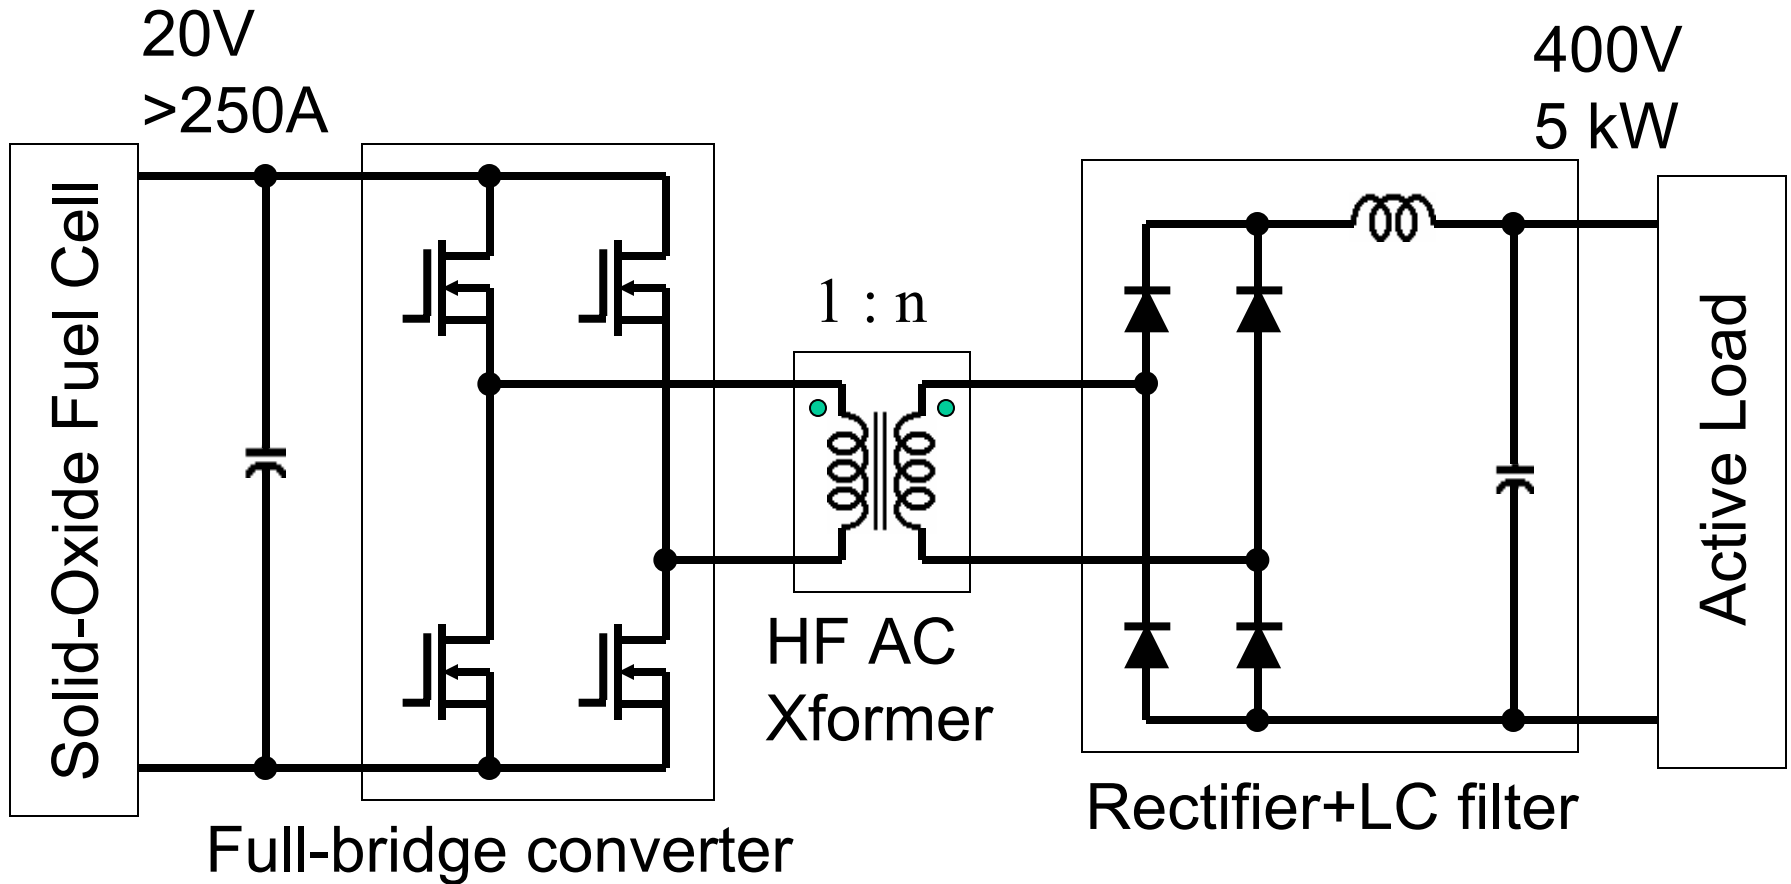 20V
>250A
400V
5 kW
Solid-Oxide Fuel Cell
1 : n
Active Load
HF AC
Xformer
Rectifier+LC filter
Full-bridge converter